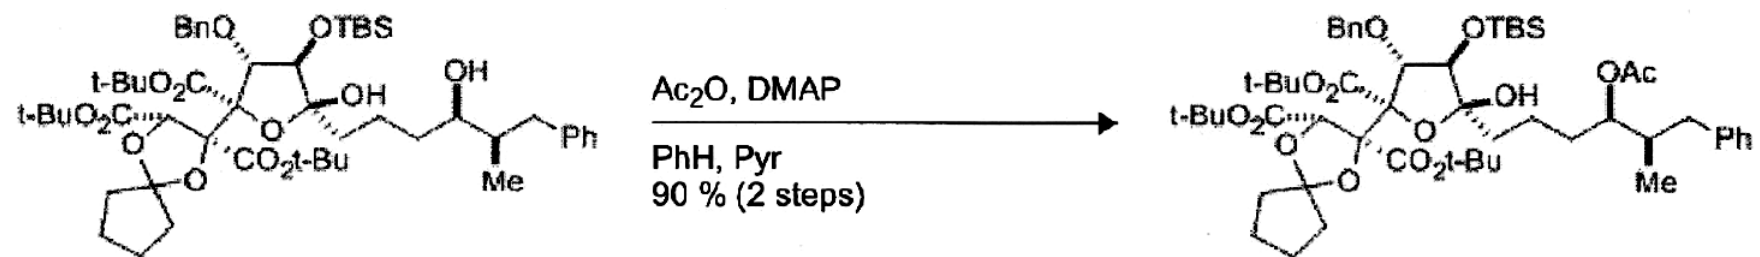 BnO OTBS
t-BuO₂C OH OH
t-BuO₂C O O CO₂t-Bu Me Ph
O
Ac₂O, DMAP
PhH, Pyr
90 % (2 steps)
BnO OTBS
t-BuO₂C OH OAc
t-BuO₂C O O CO₂t-Bu Me Ph
O